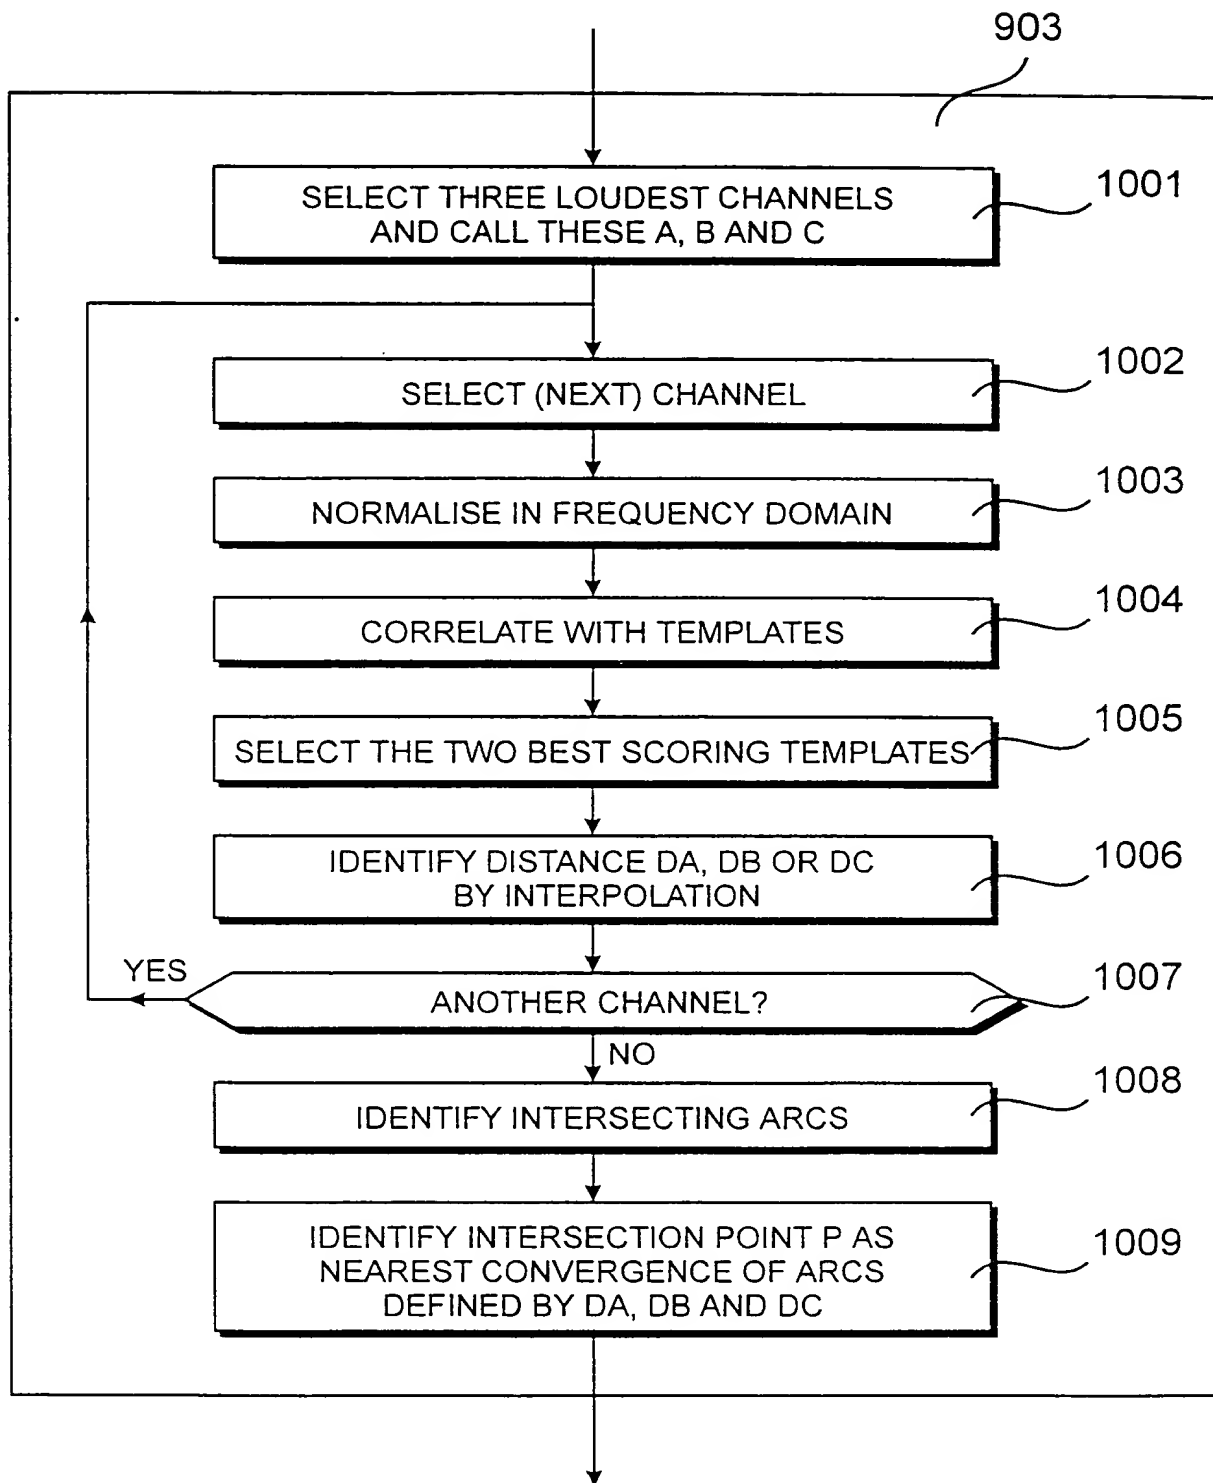 903
SELECT THREE LOUDEST CHANNELS
AND CALL THESE A, B AND C
1001
SELECT (NEXT) CHANNEL
1002
NORMALISE IN FREQUENCY DOMAIN
1003
CORRELATE WITH TEMPLATES
1004
SELECT THE TWO BEST SCORING TEMPLATES
1005
IDENTIFY DISTANCE DA, DB OR DC
BY INTERPOLATION
1006
YES
ANOTHER CHANNEL?
1007
NO
IDENTIFY INTERSECTING ARCS
1008
IDENTIFY INTERSECTION POINT P AS
NEAREST CONVERGENCE OF ARCS
DEFINED BY DA, DB AND DC
1009